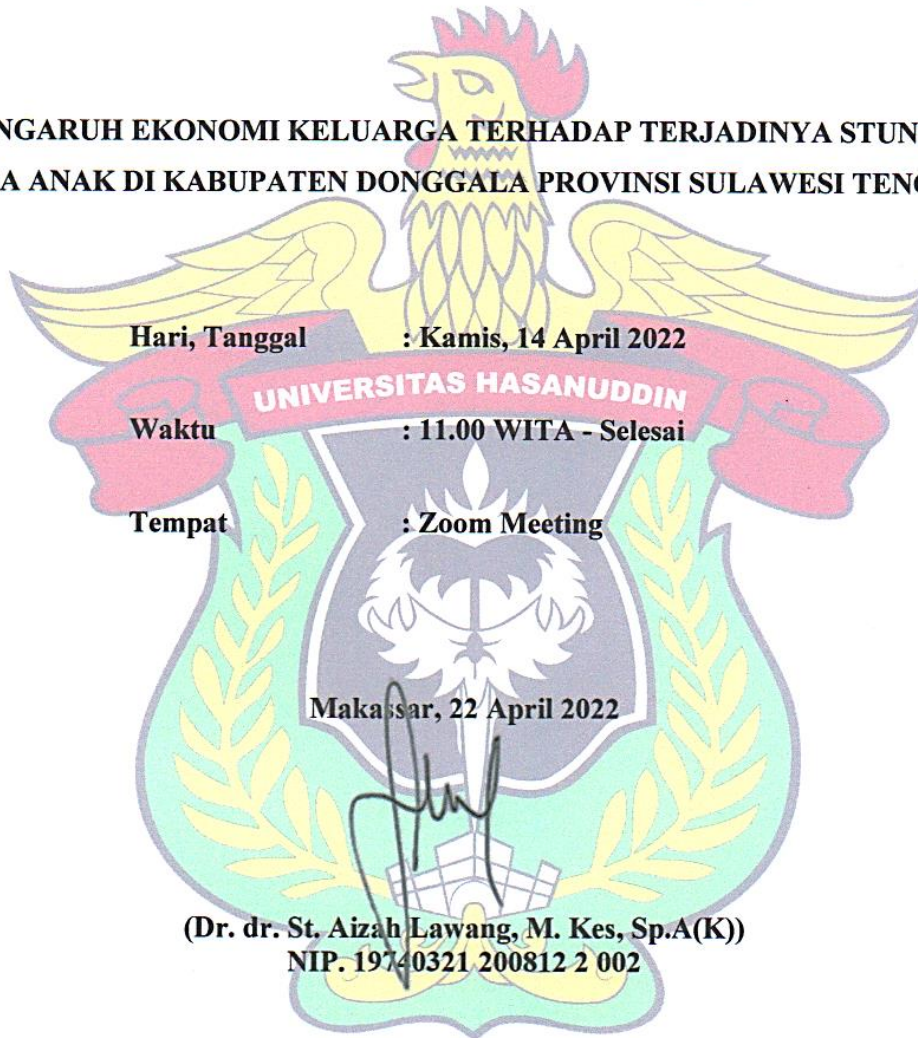 NGARUH EKONOMI KELUARGA TERHADAP TERJADINYA STUN
A ANAK DI KABUPATEN DONGGALA PROVINSI SULAWESI TENG
Hari, Tanggal : Kamis, 14 April 2022
UNIVERSITAS HASANUDDIN
Waktu : 11.00 WITA - Selesai
Tempat : Zoom Meeting
Makassar, 22 April 2022
(Dr. dr. St. Aizah Lawang, M. Kes, Sp.A(K))
NIP. 19740321 200812 2 002